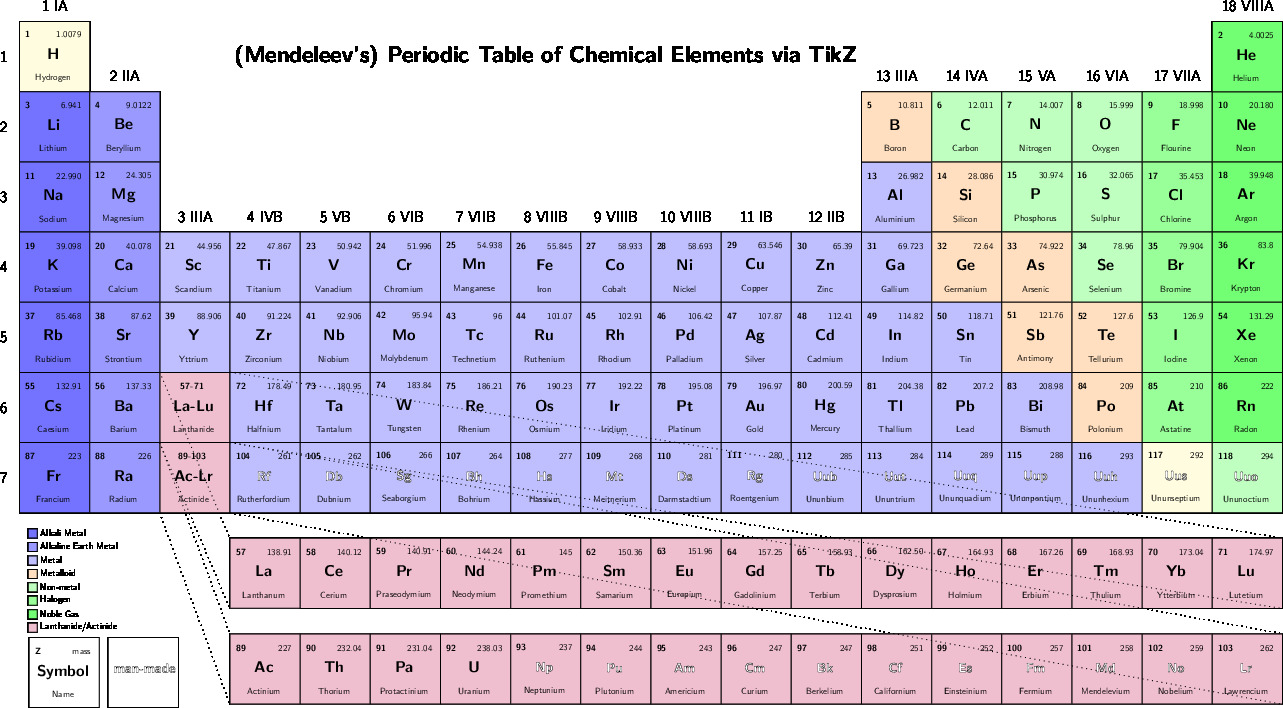 1 IA 18 VIIIA
1 1.0079 2 4.0025
1 H (Mendeleev's) Periodic Table of Chemical Elements via TikZ He
Hydrogen 2 IIA 13 IIIA 14 IVA 15 VA 16 VIA 17 VIIA Helium
3 6.941 4 9.0122 5 10.811 6 12.011 7 14.007 8 15.999 9 18.998 10 20.180
2 Li Be B C N O F Ne
Lithium Beryllium Boron Carbon Nitrogen Oxygen Flourine Neon
11 22.990 12 24.305 13 26.982 14 28.086 15 30.974 16 32.065 17 35.453 18 39.948
3 Na Mg Al Si P S Cl Ar
Sodium Magnesium 3 IIIA 4 IVB 5 VB 6 VIB 7 VIIB 8 VIIIB 9 VIIIB 10 VIIIB 11 IB 12 IIB Aluminium Silicon Phosphorus Sulphur Chlorine Argon
19 39.098 20 40.078 21 44.956 22 47.867 23 50.942 24 51.996 25 54.938 26 55.845 27 58.933 28 58.693 29 63.546 30 65.39 31 69.723 32 72.64 33 74.922 34 78.96 35 79.904 36 83.8
4 K Ca Sc Ti V Cr Mn Fe Co Ni Cu Zn Ga Ge As Se Br Kr
Potassium Calcium Scandium Titanium Vanadium Chromium Manganese Iron Cobalt Nickel Copper Zinc Gallium Germanium Arsenic Selenium Bromine Krypton
37 85.468 38 87.62 39 88.906 40 91.224 41 92.906 42 95.94 43 96 44 101.07 45 102.91 46 106.42 47 107.87 48 112.41 49 114.82 50 118.71 51 121.76 52 127.6 53 126.9 54 131.29
5 Rb Sr Y Zr Nb Mo Tc Ru Rh Pd Ag Cd In Sn Sb Te I Xe
Rubidium Strontium Yttrium Zirconium Niobium Molybdenum Technetium Ruthenium Rhodium Palladium Silver Cadmium Indium Tin Antimony Tellurium Iodine Xenon
55 132.91 56 137.33 57-71 72 178.49 73 180.95 74 183.84 75 186.21 76 190.23 77 192.22 78 195.08 79 196.97 80 200.59 81 204.38 82 207.2 83 208.98 84 209 85 210 86 222
6 Cs Ba La-Lu Hf Ta W Re Os Ir Pt Au Hg Tl Pb Bi Po At Rn
Caesium Barium Lanthanide Halfnium Tantalum Tungsten Rhenium Osmium Iridium Platinum Gold Mercury Thallium Lead Bismuth Polonium Astatine Radon
87 223 88 226 89-103 104 261 105 262 106 266 107 264 108 277 109 268 110 281 111 280 112 285 113 284 114 289 115 288 116 293 117 292 118 294
7 Fr Ra Ac-Lr Rf Db Sg Bh Hs Mt Ds Rg Uub Uut Uuq Uup Uuh Uus Uuo
Francium Radium Actinide Rutherfordium Dubnium Seaborgium Bohrium Hassium Meitnerium Darmstadtium Roentgenium Ununbium Ununtrium Ununquadium Ununpentium Ununhexium Ununseptium Ununoctium
Alkali Metal
Alkaline Earth Metal
Metal
Metalloid
Non-metal
Halogen
Noble Gas
Lanthanide/Actinide
57 138.91 58 140.12 59 140.91 60 144.24 61 145 62 150.36 63 151.96 64 157.25 65 158.93 66 162.50 67 164.93 68 167.26 69 168.93 70 173.04 71 174.97
La Ce Pr Nd Pm Sm Eu Gd Tb Dy Ho Er Tm Yb Lu
Lanthanum Cerium Praseodymium Neodymium Promethium Samarium Europium Gadolinium Terbium Dysprosium Holmium Erbium Thulium Ytterbium Lutetium
Z mass
Symbol
Name
man-made
89 227 90 232.04 91 231.04 92 238.03 93 237 94 244 95 243 96 247 97 247 98 251 99 252 100 257 101 258 102 259 103 262
Ac Th Pa U Np Pu Am Cm Bk Cf Es Fm Md No Lr
Actinium Thorium Protactinium Uranium Neptunium Plutonium Americium Curium Berkelium Californium Einsteinium Fermium Mendelevium Nobelium Lawrencium